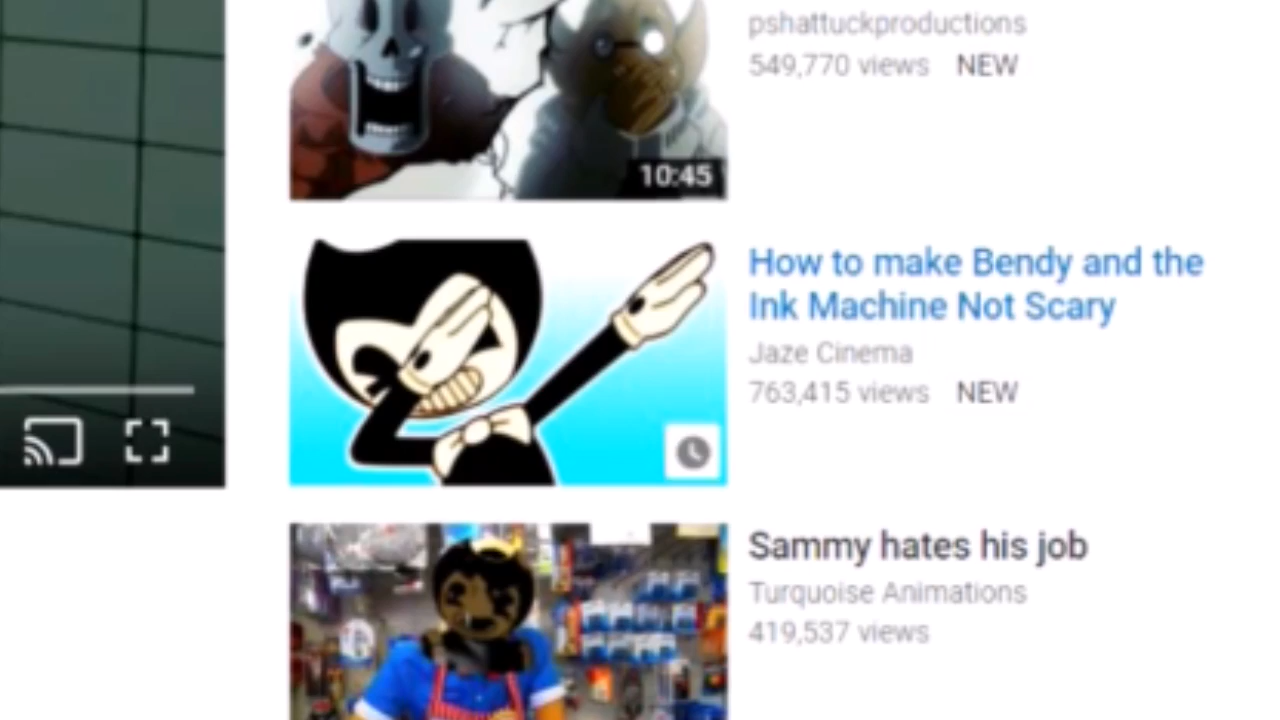 pshattuckproductions
549,770 views NEW
10:45
How to make Bendy and the
Ink Machine Not Scary
Jaze Cinema
763,415 views NEW
Sammy hates his job
Turquoise Animations
419,537 views